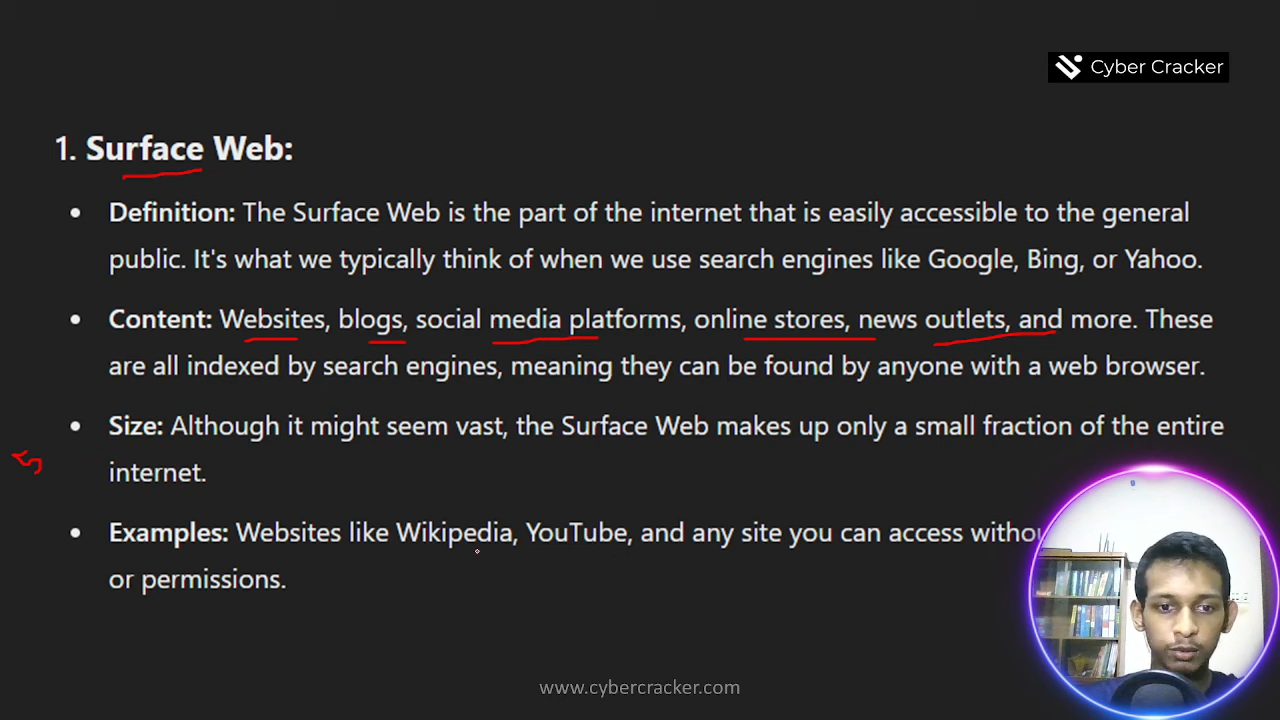 Cyber Cracker
1. Surface Web:
• Definition: The Surface Web is the part of the internet that is easily accessible to the general
public. It's what we typically think of when we use search engines like Google, Bing, or Yahoo.
• Content: Websites, blogs, social media platforms, online stores, news outlets, and more. These
are all indexed by search engines, meaning they can be found by anyone with a web browser.
• Size: Although it might seem vast, the Surface Web makes up only a small fraction of the entire
internet.
• Examples: Websites like Wikipedia, YouTube, and any site you can access
or permissions.
www.cybercracker.com